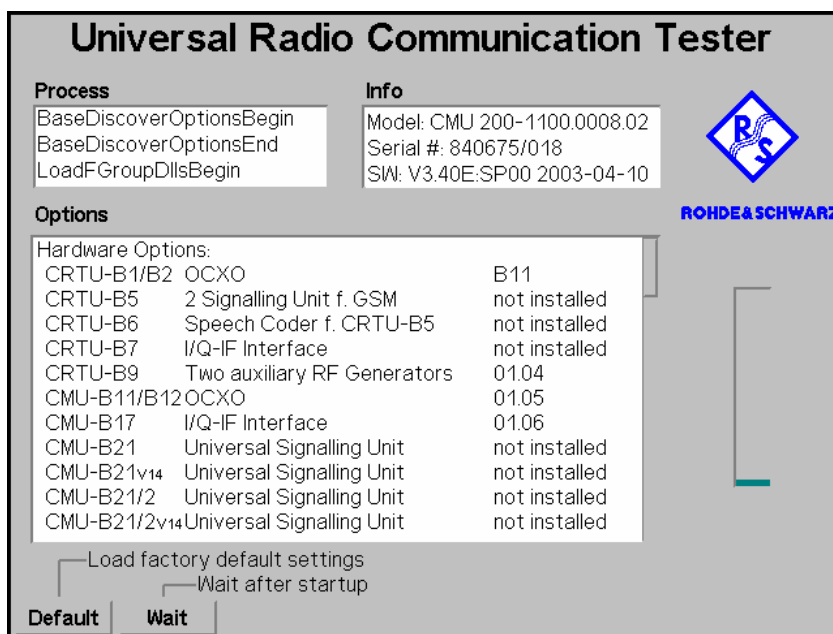 Universal Radio Communication Tester
Process
BaseDiscoverOptionsBegin
BaseDiscoverOptionsEnd
LoadFGroupDllsBegin
Info
Model: CMU 200-1100.0008.02
Serial #: 840675/018
SW: V3.40E:SP00 2003-04-10
R S
ROHDE&SCHWARZ
Options
Hardware Options:
CRTU-B1/B2 OCXO B11
CRTU-B5 2 Signalling Unit f. GSM not installed
CRTU-B6 Speech Coder f. CRTU-B5 not installed
CRTU-B7 I/Q-IF Interface not installed
CRTU-B9 Two auxiliary RF Generators 01.04
CMU-B11/B12 OCXO 01.05
CMU-B17 I/Q-IF Interface 01.06
CMU-B21 Universal Signalling Unit not installed
CMU-B21v14 Universal Signalling Unit not installed
CMU-B21/2 Universal Signalling Unit not installed
CMU-B21/2v14 Universal Signalling Unit not installed
Load factory default settings
Wait after startup
Default Wait